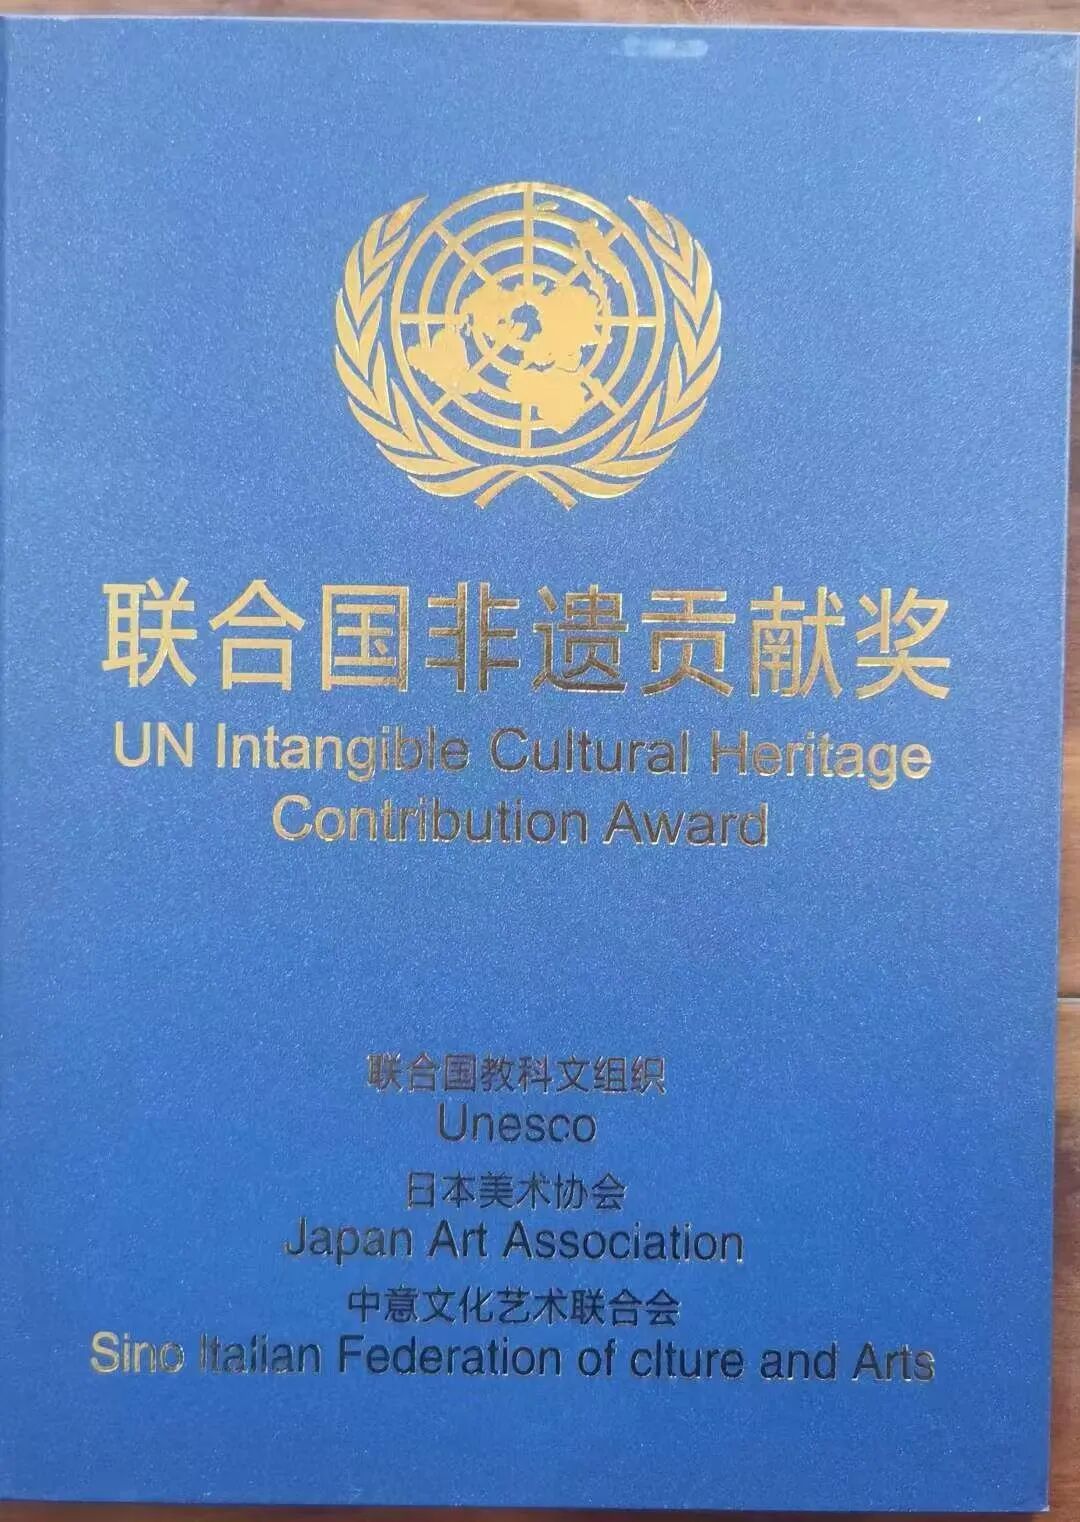 联合国非遗贡献奖
UN Intangible Cultural Heritage
Contribution Award
联合国教科文组织
Unesco
日本美术协会
Japan Art Association
中意文化艺术联合会
Sino Italian Federation of clture and Arts